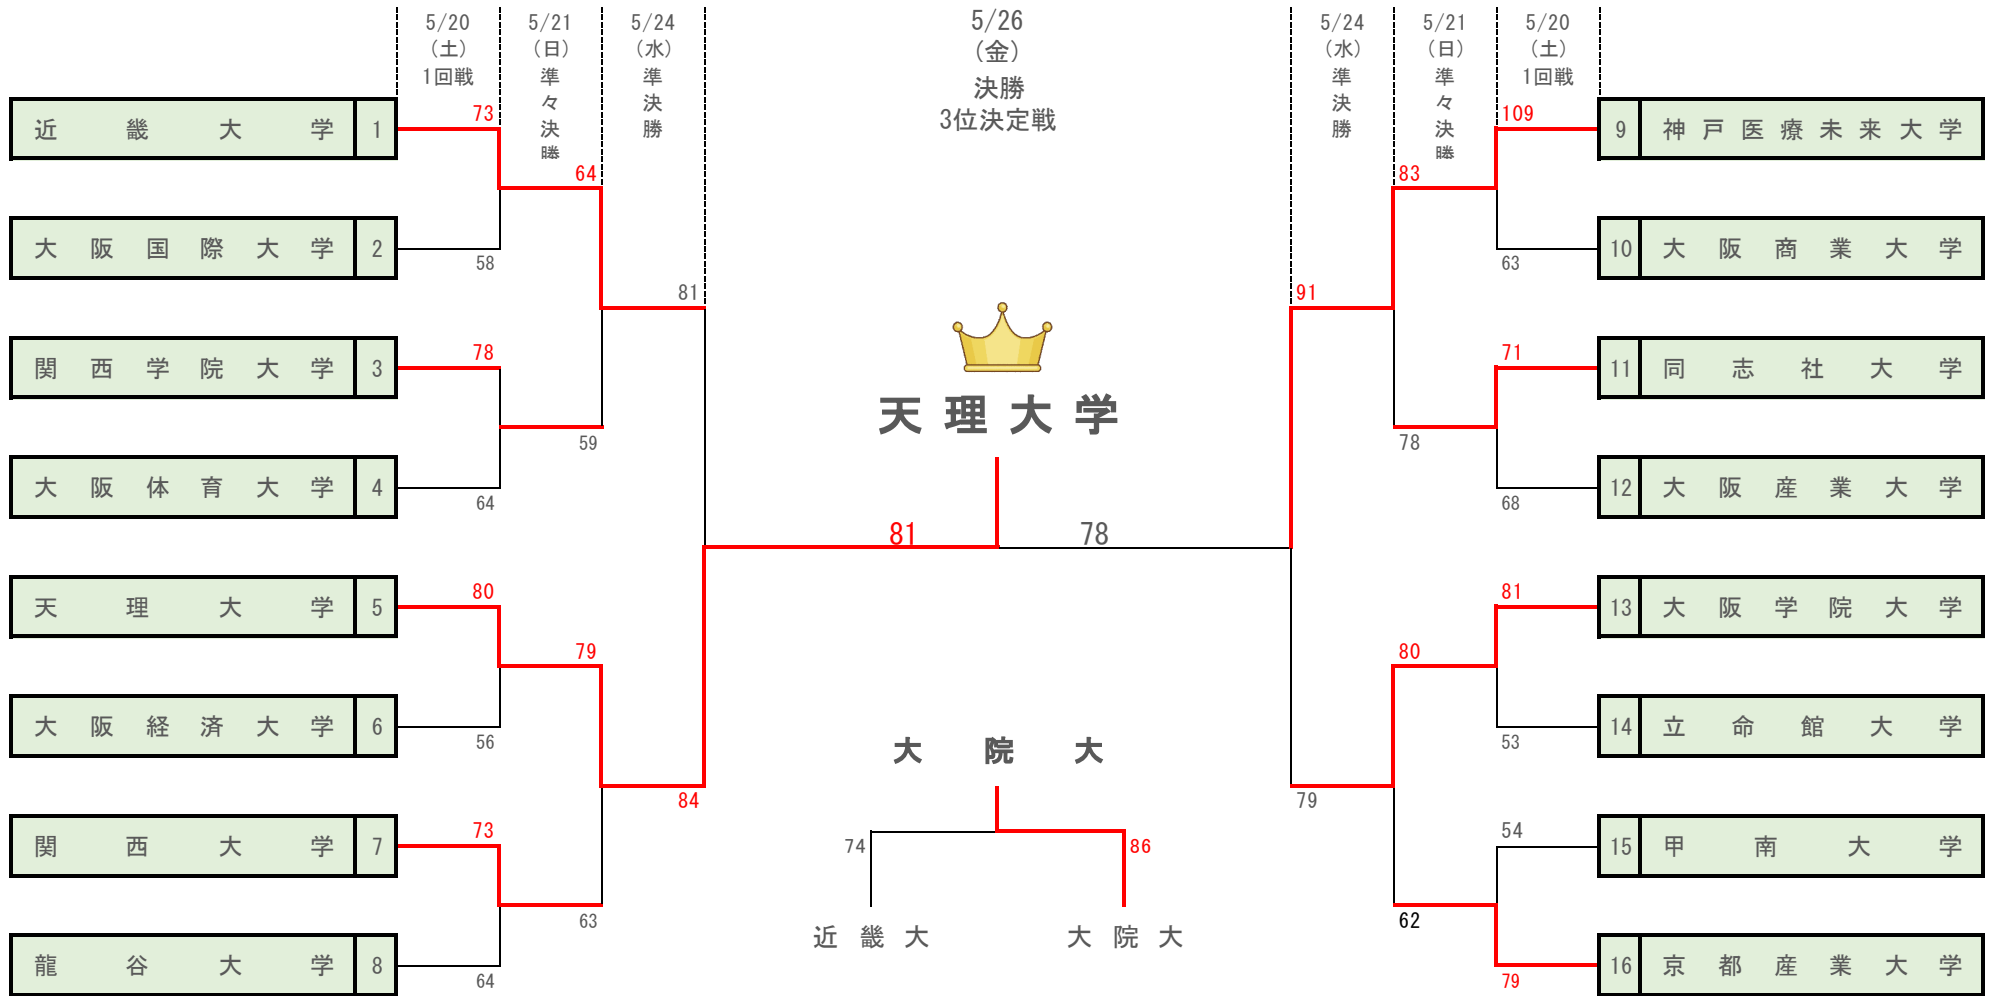 5/20
（土）
1回戦
5/21
（日）
準々決勝
5/24
（水）
準決勝
5/26
（金）
決勝
3位決定戦
5/24
（水）
準決勝
5/21
（日）
準々決勝
5/20
（土）
1回戦
近畿大学 1
73
大阪国際大学 2
58
64
関西学院大学 3
78
大阪体育大学 4
64
59
81
天理大学 5
80
大阪経済大学 6
56
79
関西大学 7
73
龍谷大学 8
64
63
84
天理大学
81 78
大院大
74 86
近畿大 大院大
109
9 神戸医療未来大学
83
63
10 大阪商業大学
91
71
11 同志社大学
78
68
12 大阪産業大学
81
13 大阪学院大学
80
53
14 立命館大学
79
54
15 甲南大学
62
79
16 京都産業大学